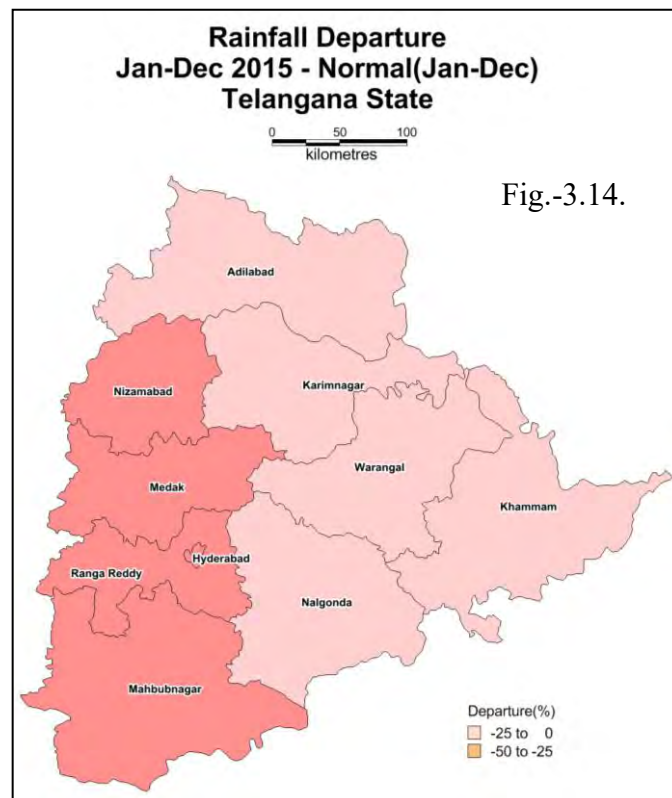 Rainfall Departure
Jan-Dec 2015 - Normal(Jan-Dec)
Telangana State
0 50 100
kilometres
Fig.-3.14.
Adilabad
Nizamabad
Karimnagar
Warangal
Medak
Khammam
Hyderabad
Ranga Reddy
Nalgonda
Mahbubnagar
Departure(%)
-25 to 0
-50 to -25